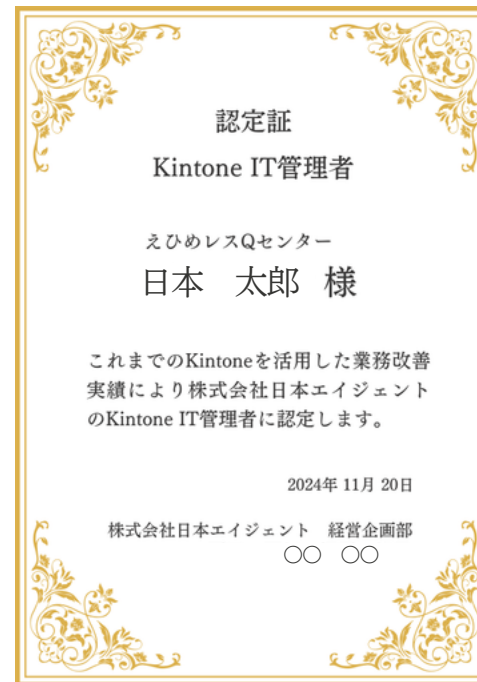 認定証
Kintone IT管理者
えひめレスQセンター
日本 太郎 様
これまでのKintoneを活用した業務改善
実績により株式会社日本エイジェント
のKintone IT管理者に認定します。
2024年 11月 20日
株式会社日本エイジェント 経営企画部
○○ ○○